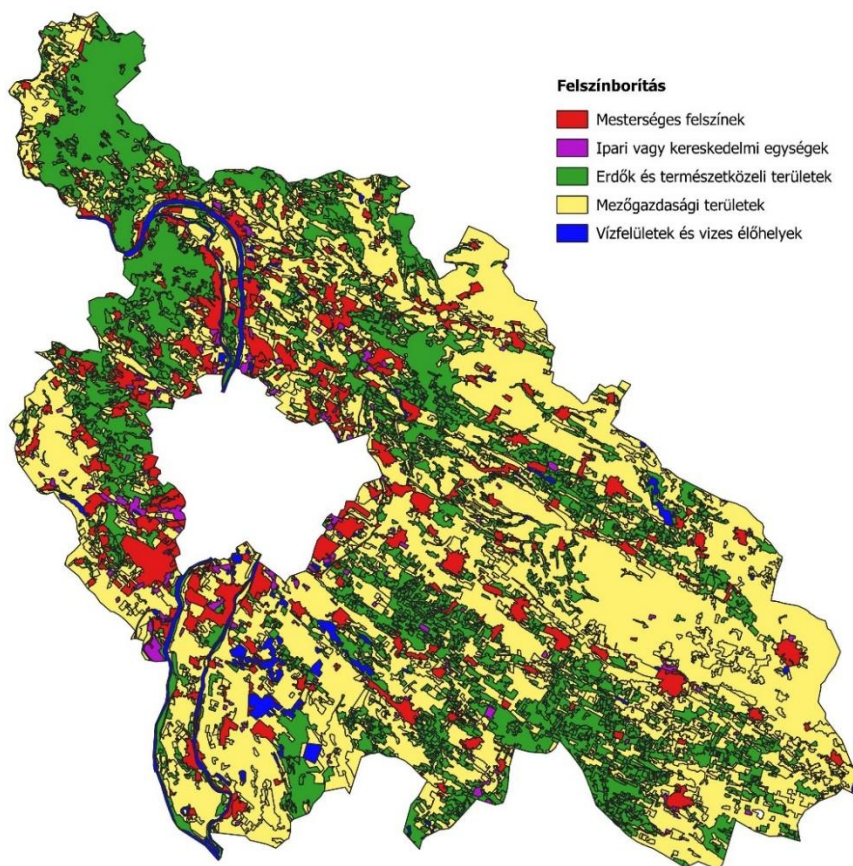 Felszínborítás
Mesterséges felszínek
Ipari vagy kereskedelmi egységek
Erdők és természetközeli területek
Mezőgazdasági területek
Vízfelületek és vizes élőhelyek